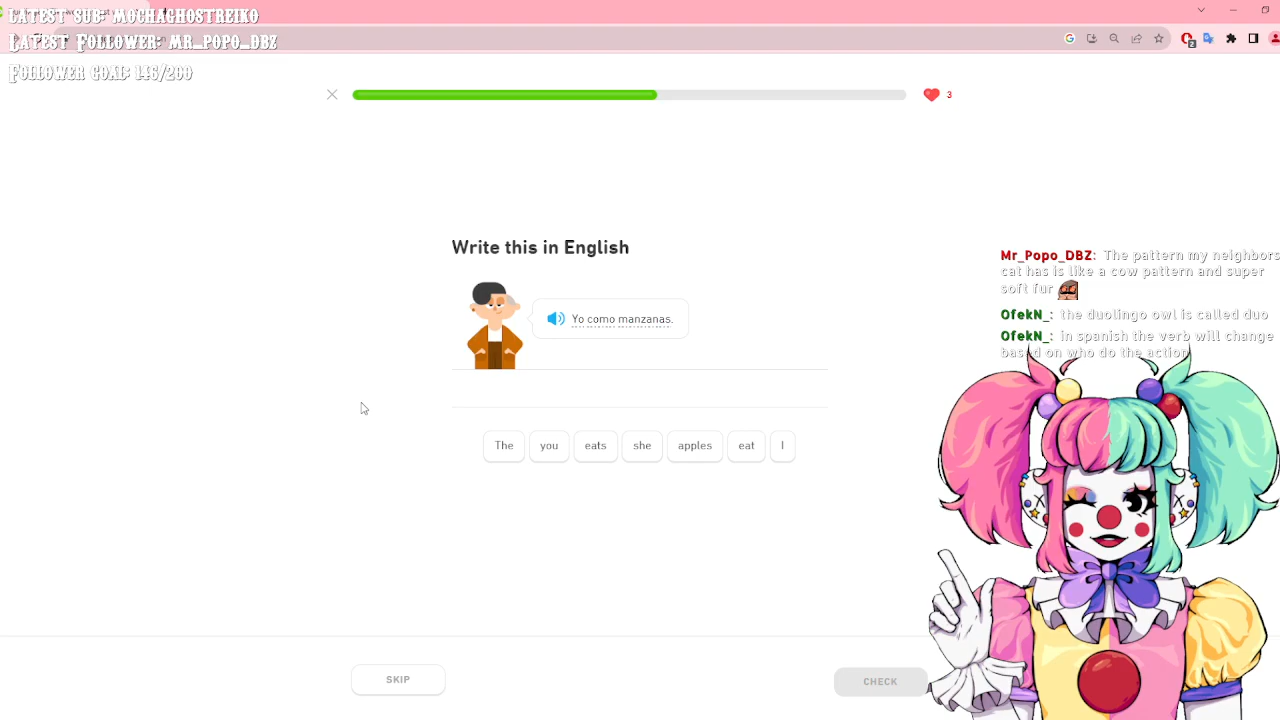 LATEST SUB: MOCHAGHOSTREIKO
LATEST FOLLOWER: MR_POPO_DBZ
FOLLOWER GOAL: 146/200
3
Write this in English
Yo como manzanas.
The you eats she apples eat I
SKIP
CHECK
Mr_Popo_DBZ: The pattern my neighbors
cat has is like a cow pattern and super
soft fur
OfekN_: the duolingo owl is called duo
OfekN_: in spanish the verb will change
based on who do the action